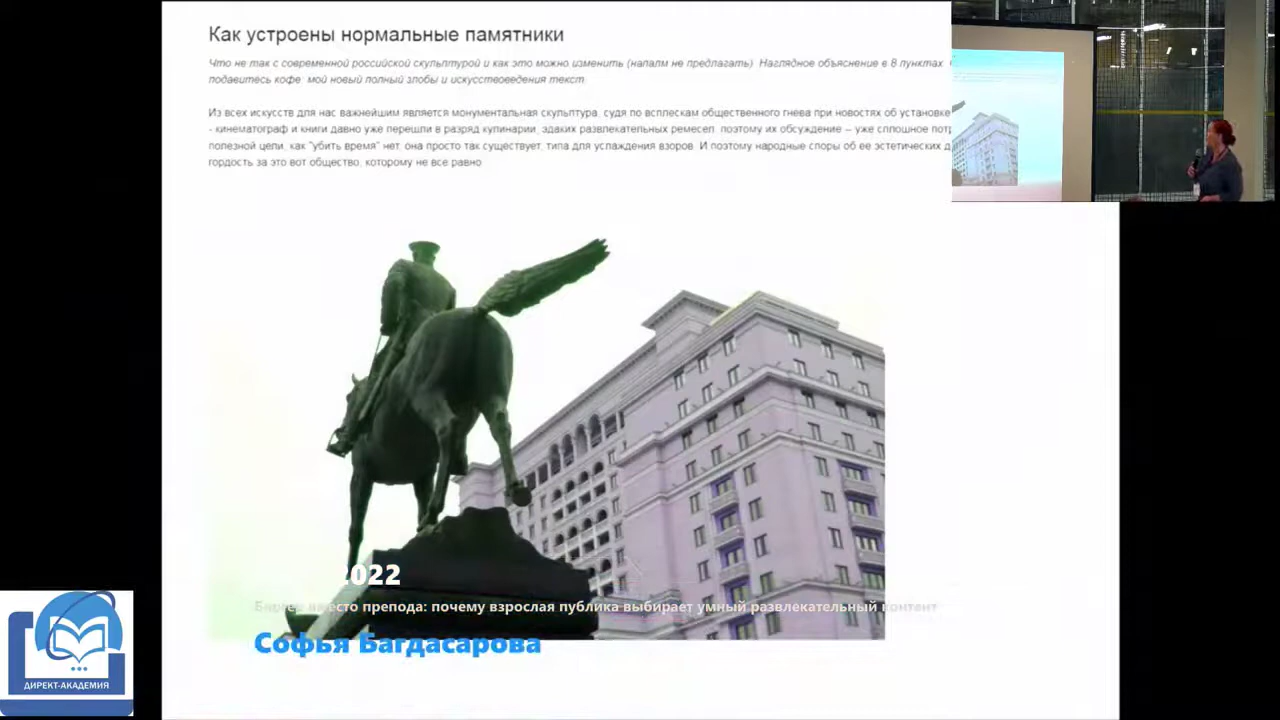 Как устроены нормальные памятники
Что не так с современной российской скульптурой и как это можно изменить (напалм не предлагать). Наглядное объяснение в 8 пунктах.
подавитесь кофе: мой новый полный злобы и искусствоведения текст.
Из всех искусств для нас важнейшим является монументальная скульптура, судя по всплескам общественного гнева при новостях об установке
- кинематограф и книги давно уже перешли в разряд кулинарии, эдаких развлекательных ремесел, поэтому их обсуждение – уже сплошное
полезной цели, как "убить время" нет, она просто так существует, типа для услаждения взоров. И поэтому народные споры об ее эстетических
гордость за это вот общество, которому не все равно.
2022
вместо препода: почему взрослая публика выбирает умный развлекательный контент
Софья Багдасарова
ДИРЕКТ-АКАДЕМИЯ